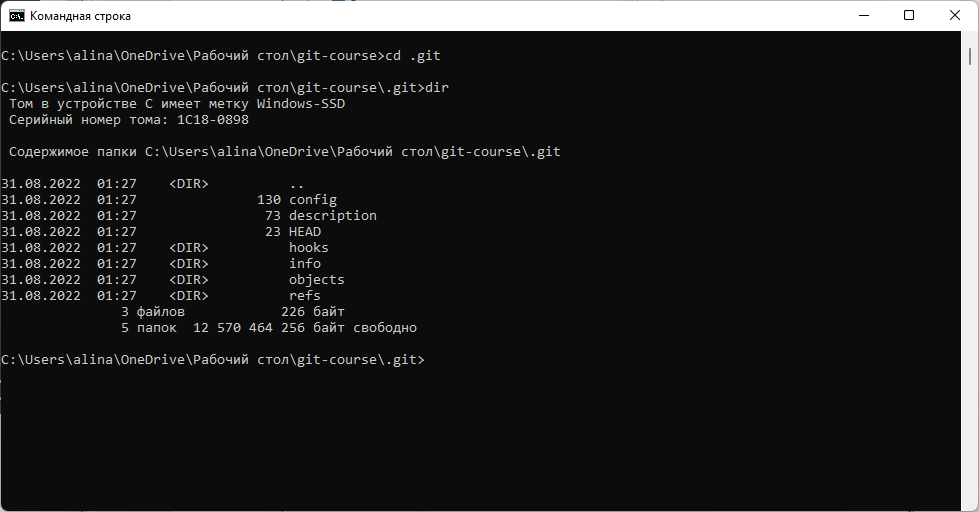 Командная строка
C:\Users\alina\OneDrive\Рабочий стол\git-course>cd .git
C:\Users\alina\OneDrive\Рабочий стол\git-course\.git>dir
Том в устройстве C имеет метку Windows-SSD
Серийный номер тома: 1C18-0898
Содержимое папки C:\Users\alina\OneDrive\Рабочий стол\git-course\.git
31.08.2022  01:27    <DIR>          ..
31.08.2022  01:27               130 config
31.08.2022  01:27                73 description
31.08.2022  01:27                23 HEAD
31.08.2022  01:27    <DIR>          hooks
31.08.2022  01:27    <DIR>          info
31.08.2022  01:27    <DIR>          objects
31.08.2022  01:27    <DIR>          refs
               3 файлов            226 байт
               5 папок  12 570 464 256 байт свободно
C:\Users\alina\OneDrive\Рабочий стол\git-course\.git>